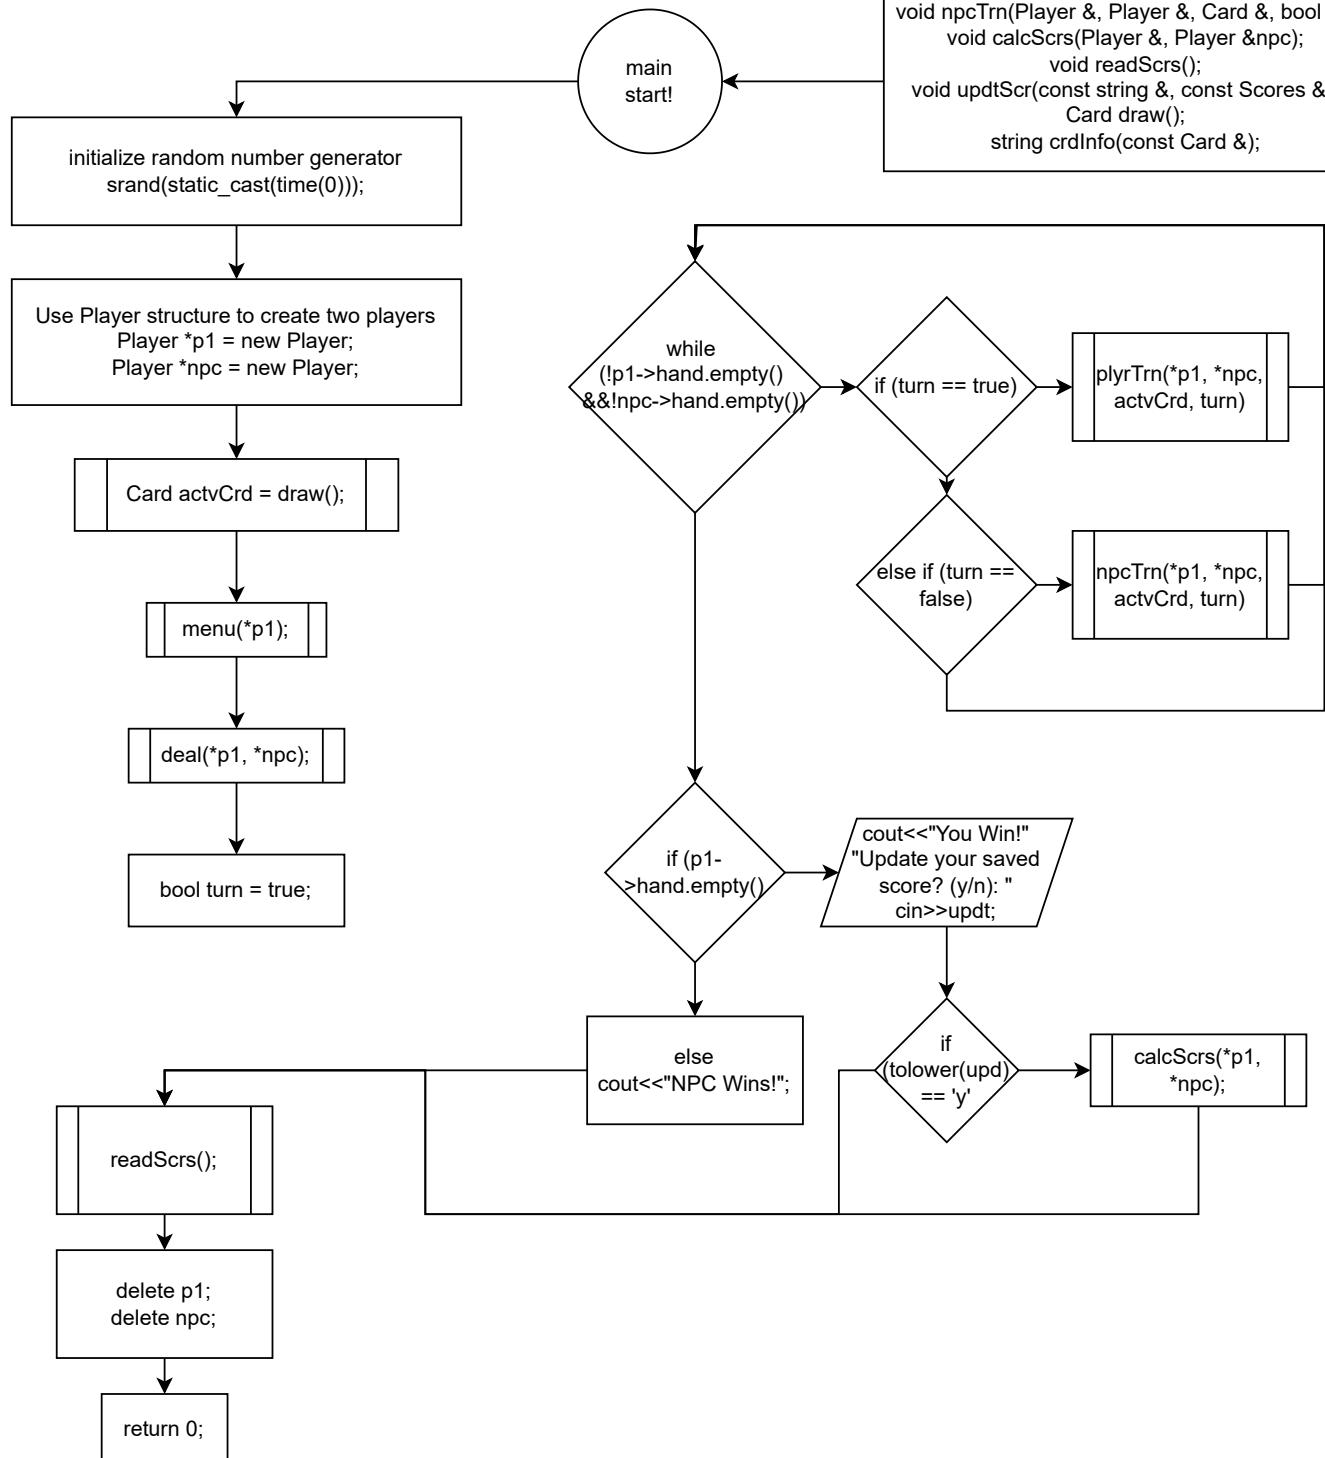 void npcTrn(Player &, Player &, Card &, bool
void calcScrs(Player &, Player &npc);
void readScrs();
void updtScr(const string &, const Scores &
Card draw();
string crdInfo(const Card &);
main
start!
initialize random number generator
srand(static_cast(time(0)));
Use Player structure to create two players
Player *p1 = new Player;
Player *npc = new Player;
Card actvCrd = draw();
menu(*p1);
deal(*p1, *npc);
bool turn = true;
while
(!p1->hand.empty()
&&!npc->hand.empty())
if (turn == true)
plyrTrn(*p1, *npc,
actvCrd, turn)
else if (turn ==
false)
npcTrn(*p1, *npc,
actvCrd, turn)
if (p1-
>hand.empty()
cout<<"You Win!"
"Update your saved
score? (y/n): "
cin>>updt;
if
(tolower(upd)
== 'y'
calcScrs(*p1,
*npc);
else
cout<<"NPC Wins!";
readScrs();
delete p1;
delete npc;
return 0;